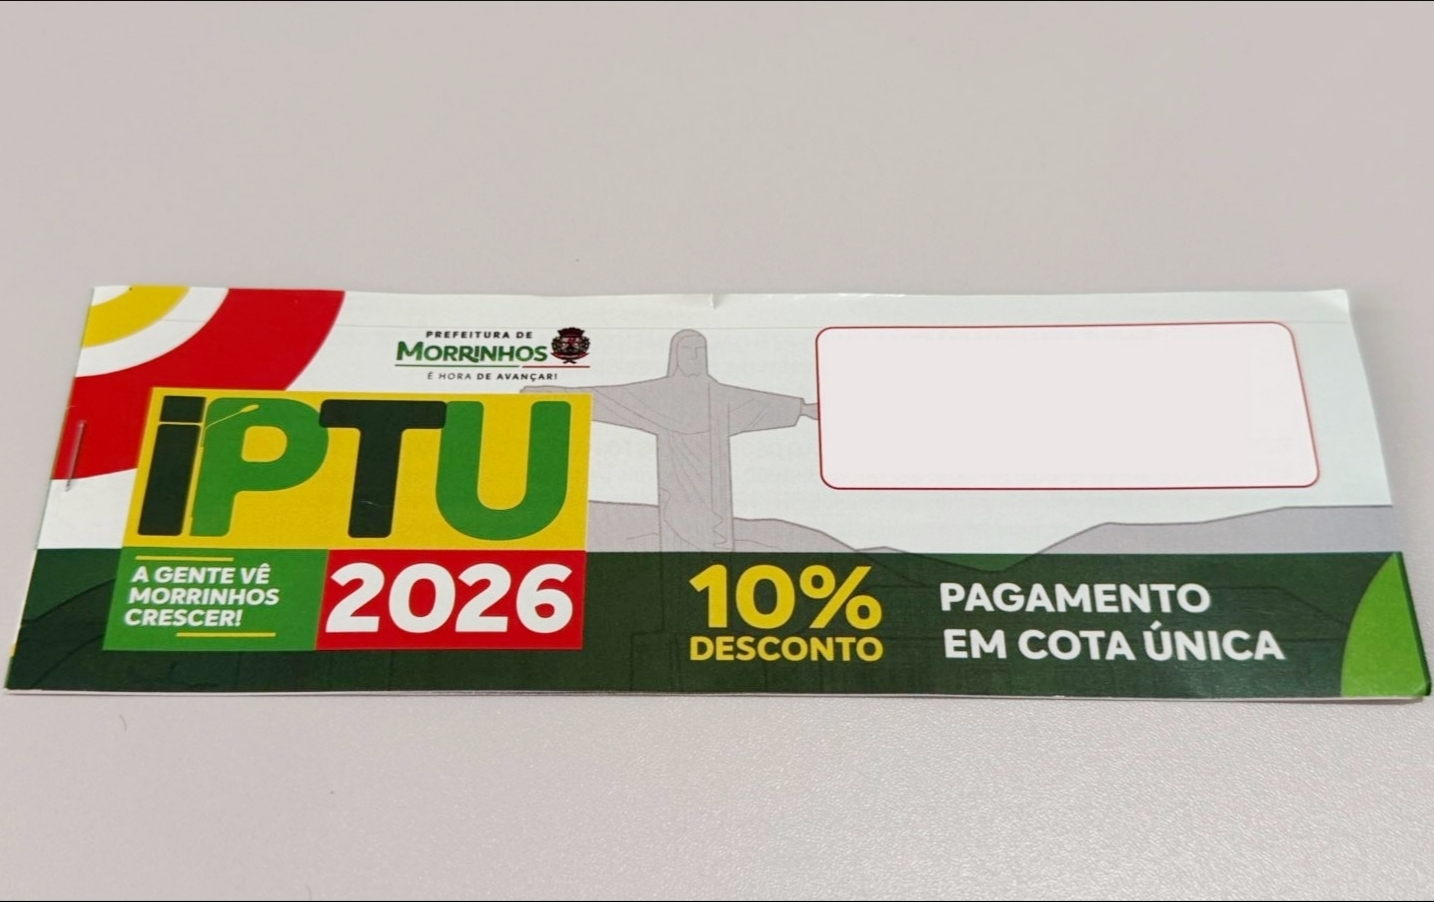 PREFEITURA DE
MORRINHOS
É HORA DE AVANÇAR!
IPTU
A GENTE VÊ
MORRINHOS
CRESCER!
2026
10%
DESCONTO
PAGAMENTO
EM COTA ÚNICA